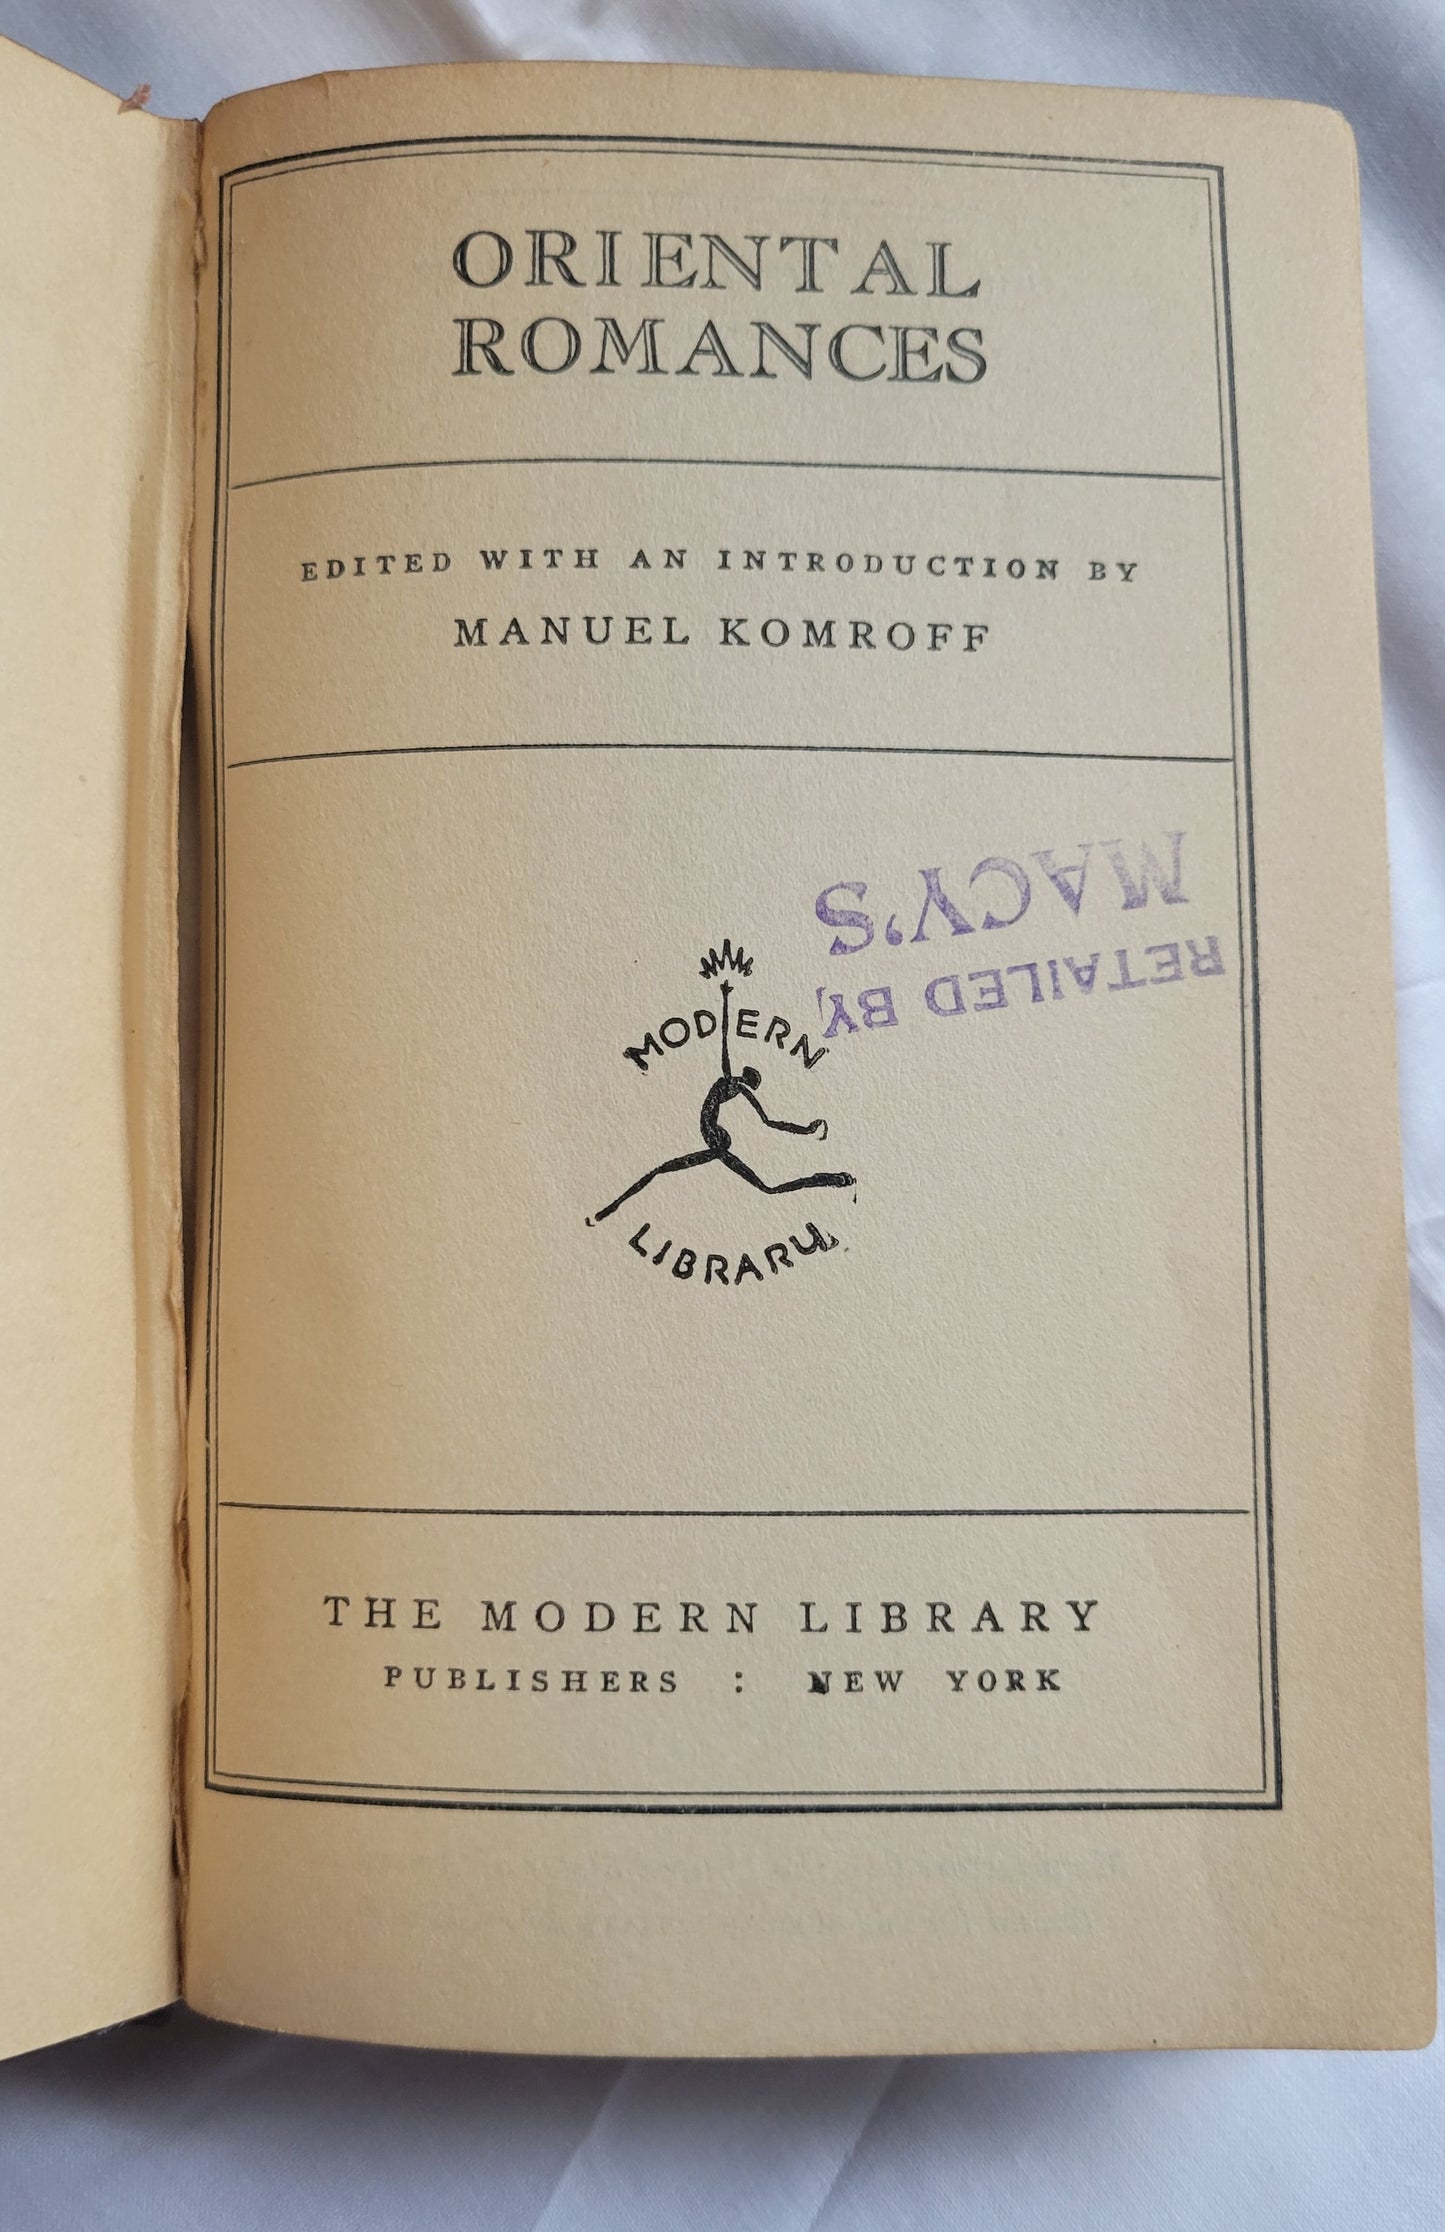 ORIENTAL
ROMANCES
EDITED WITH AN INTRODUCTION BY
MANUEL KOMROFF
RETAILED BY,
MACY'S
MODERN
LIBRARY
THE MODERN LIBRARY
PUBLISHERS : NEW YORK